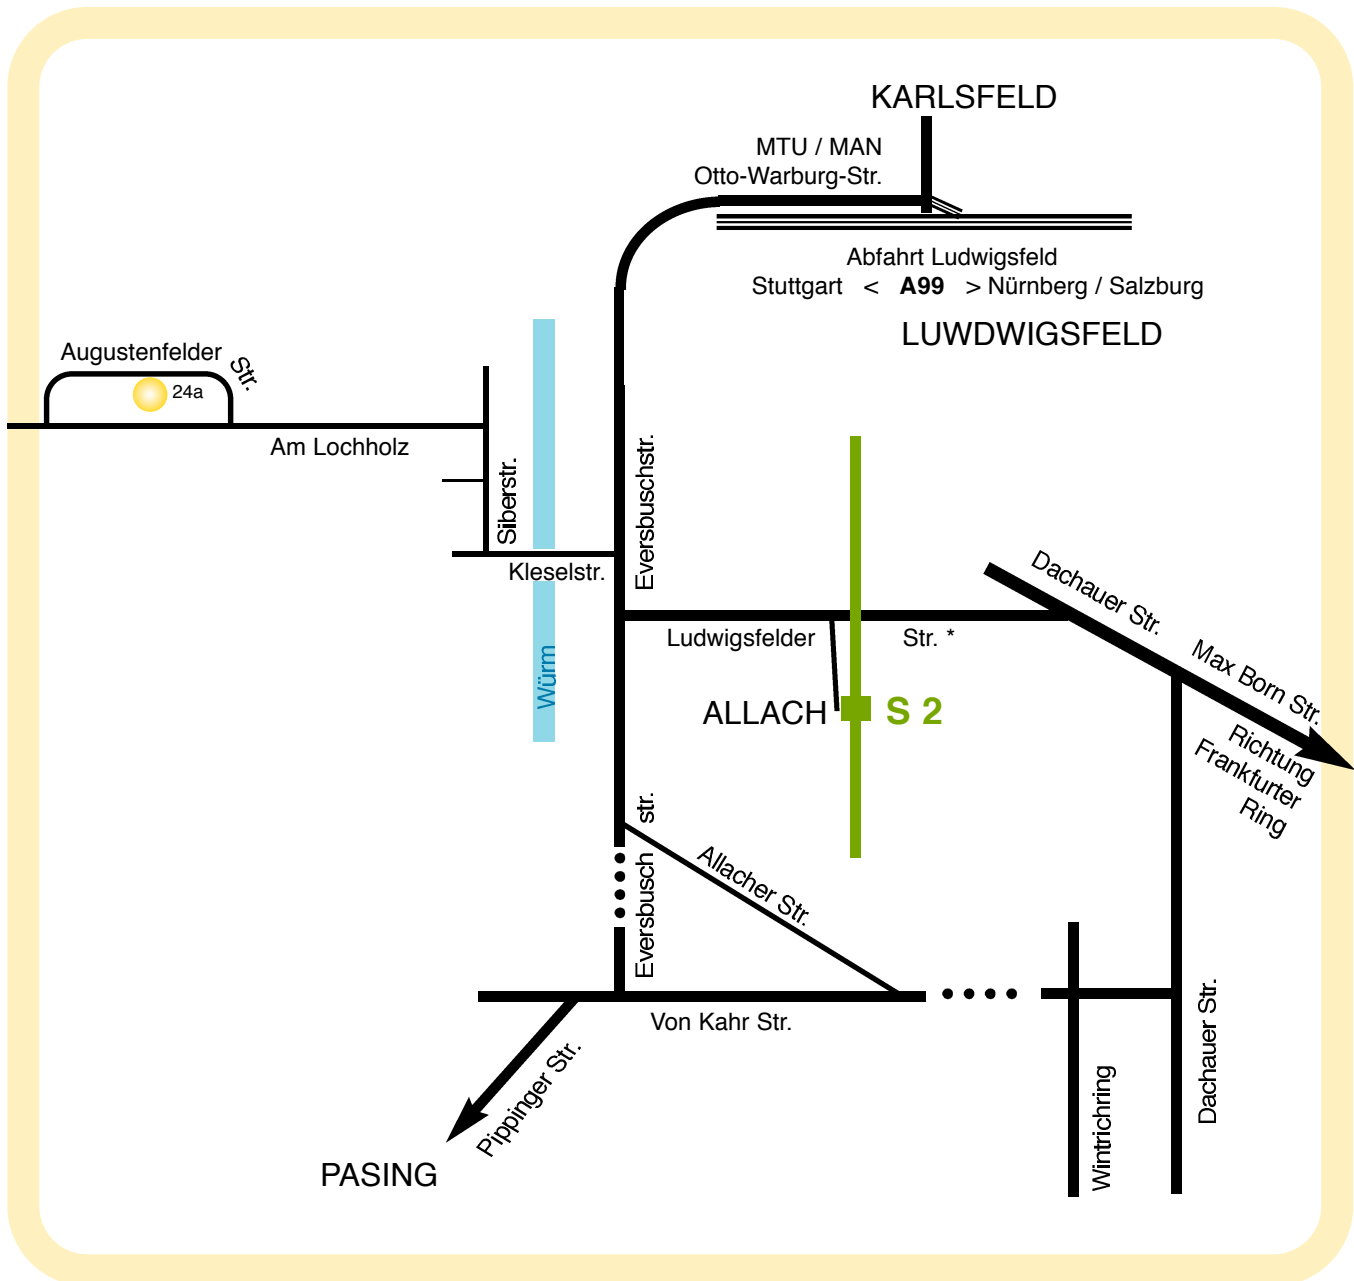 KARLSFELD
MTU / MAN
Otto-Warburg-Str.
Abfahrt Ludwigsfeld
Stuttgart < A99 > Nürnberg / Salzburg
LUWDWIGSFELD
Augustenfelder Str.
24a
Am Lochholz
Siberstr.
Eversbuschstr.
Kleselstr.
Dachauer Str.
Ludwigsfelder Str. *
Max Born Str.
Würm
ALLACH
S 2
Richtung
Frankfurter
Ring
Eversbusch str.
Allacher Str.
Von Kahr Str.
Dachauer Str.
Pippinger Str.
Wintrichring
PASING